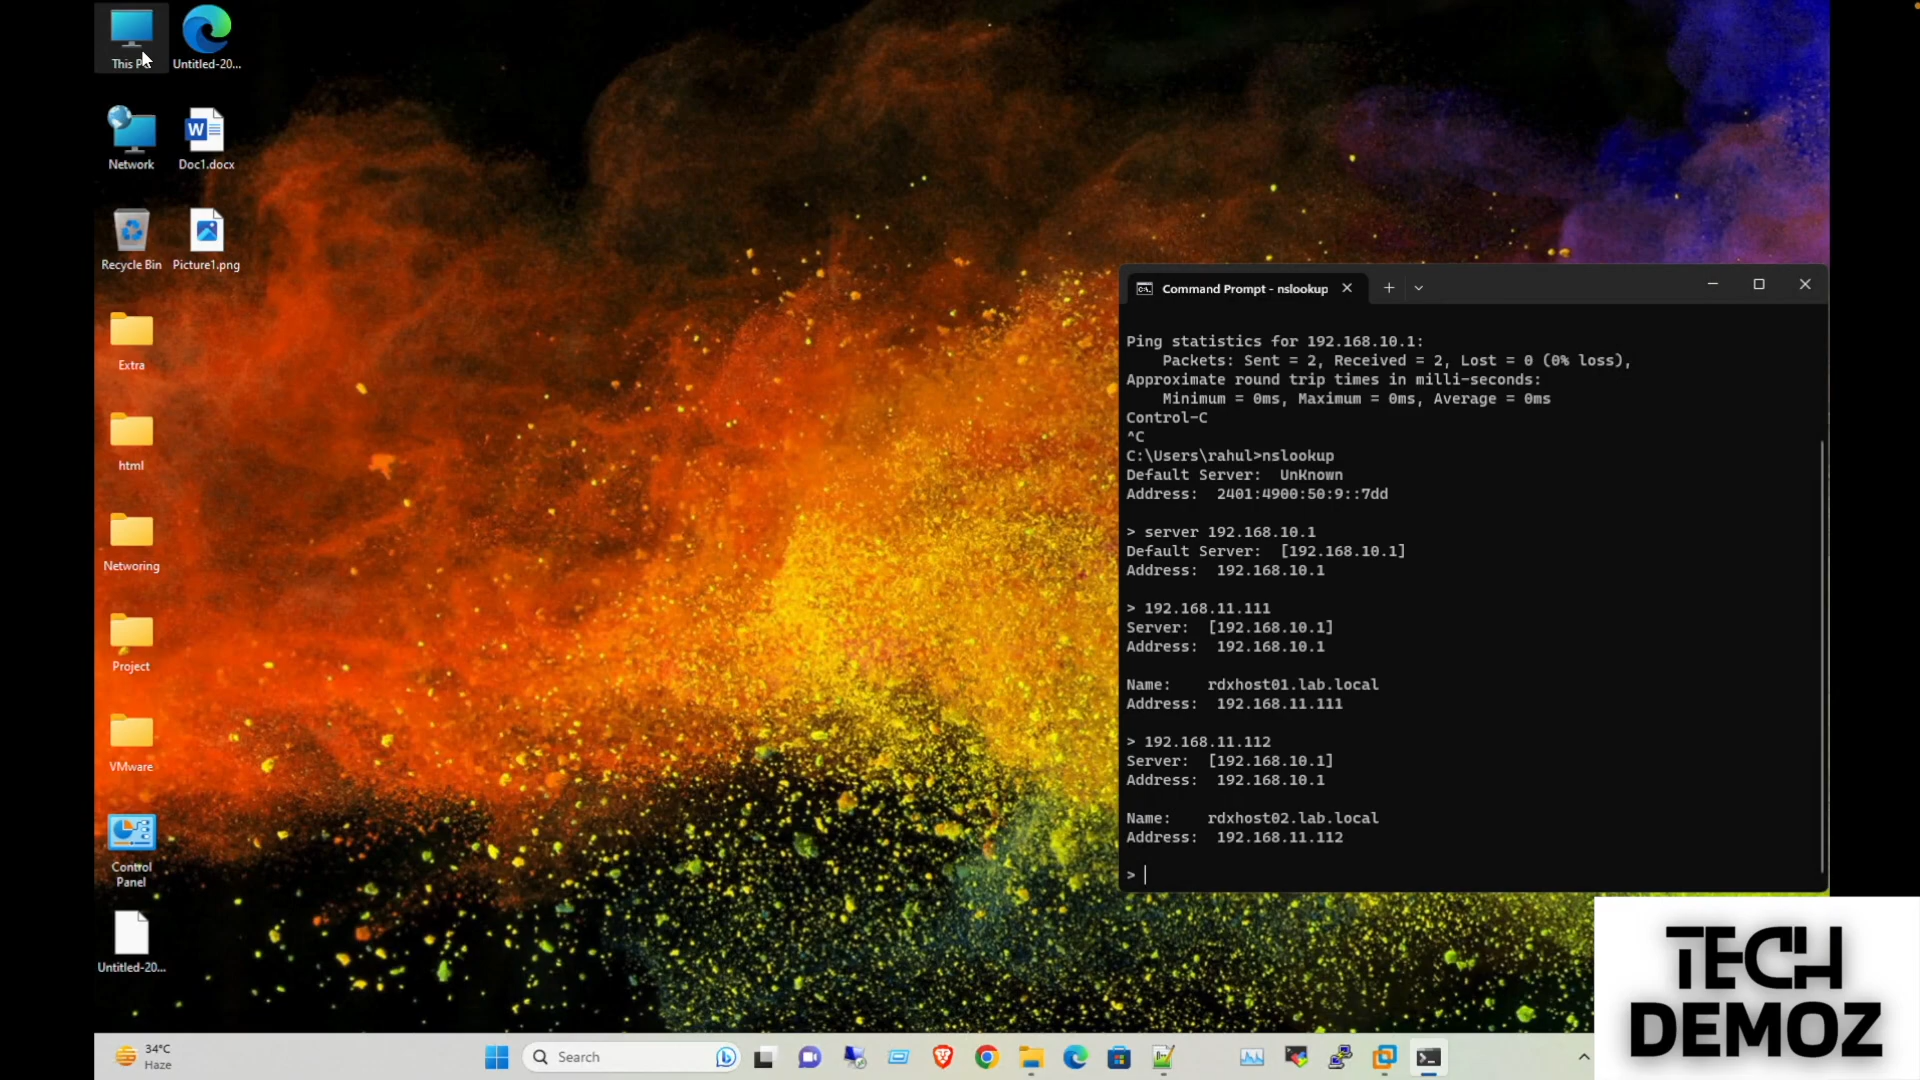 This P
Untitled-20...
Network
Doc1.docx
Recycle Bin
Picture1.png
Extra
html
Networing
Project
VMware
Control
Panel
Untitled-20...
Command Prompt - nslookup
Ping statistics for 192.168.10.1:
Packets: Sent = 2, Received = 2, Lost = 0 (0% loss),
Approximate round trip times in milli-seconds:
Minimum = 0ms, Maximum = 0ms, Average = 0ms
Control-C
^C
C:\Users\rahul>nslookup
Default Server:  UnKnown
Address:  2401:4900:50:9::7dd
> server 192.168.10.1
Default Server:  [192.168.10.1]
Address:  192.168.10.1
> 192.168.11.111
Server:  [192.168.10.1]
Address:  192.168.10.1
Name:    rdxhost01.lab.local
Address:  192.168.11.111
> 192.168.11.112
Server:  [192.168.10.1]
Address:  192.168.10.1
Name:    rdxhost02.lab.local
Address:  192.168.11.112
>
TECH
DEMOZ
34°C
Haze
Search